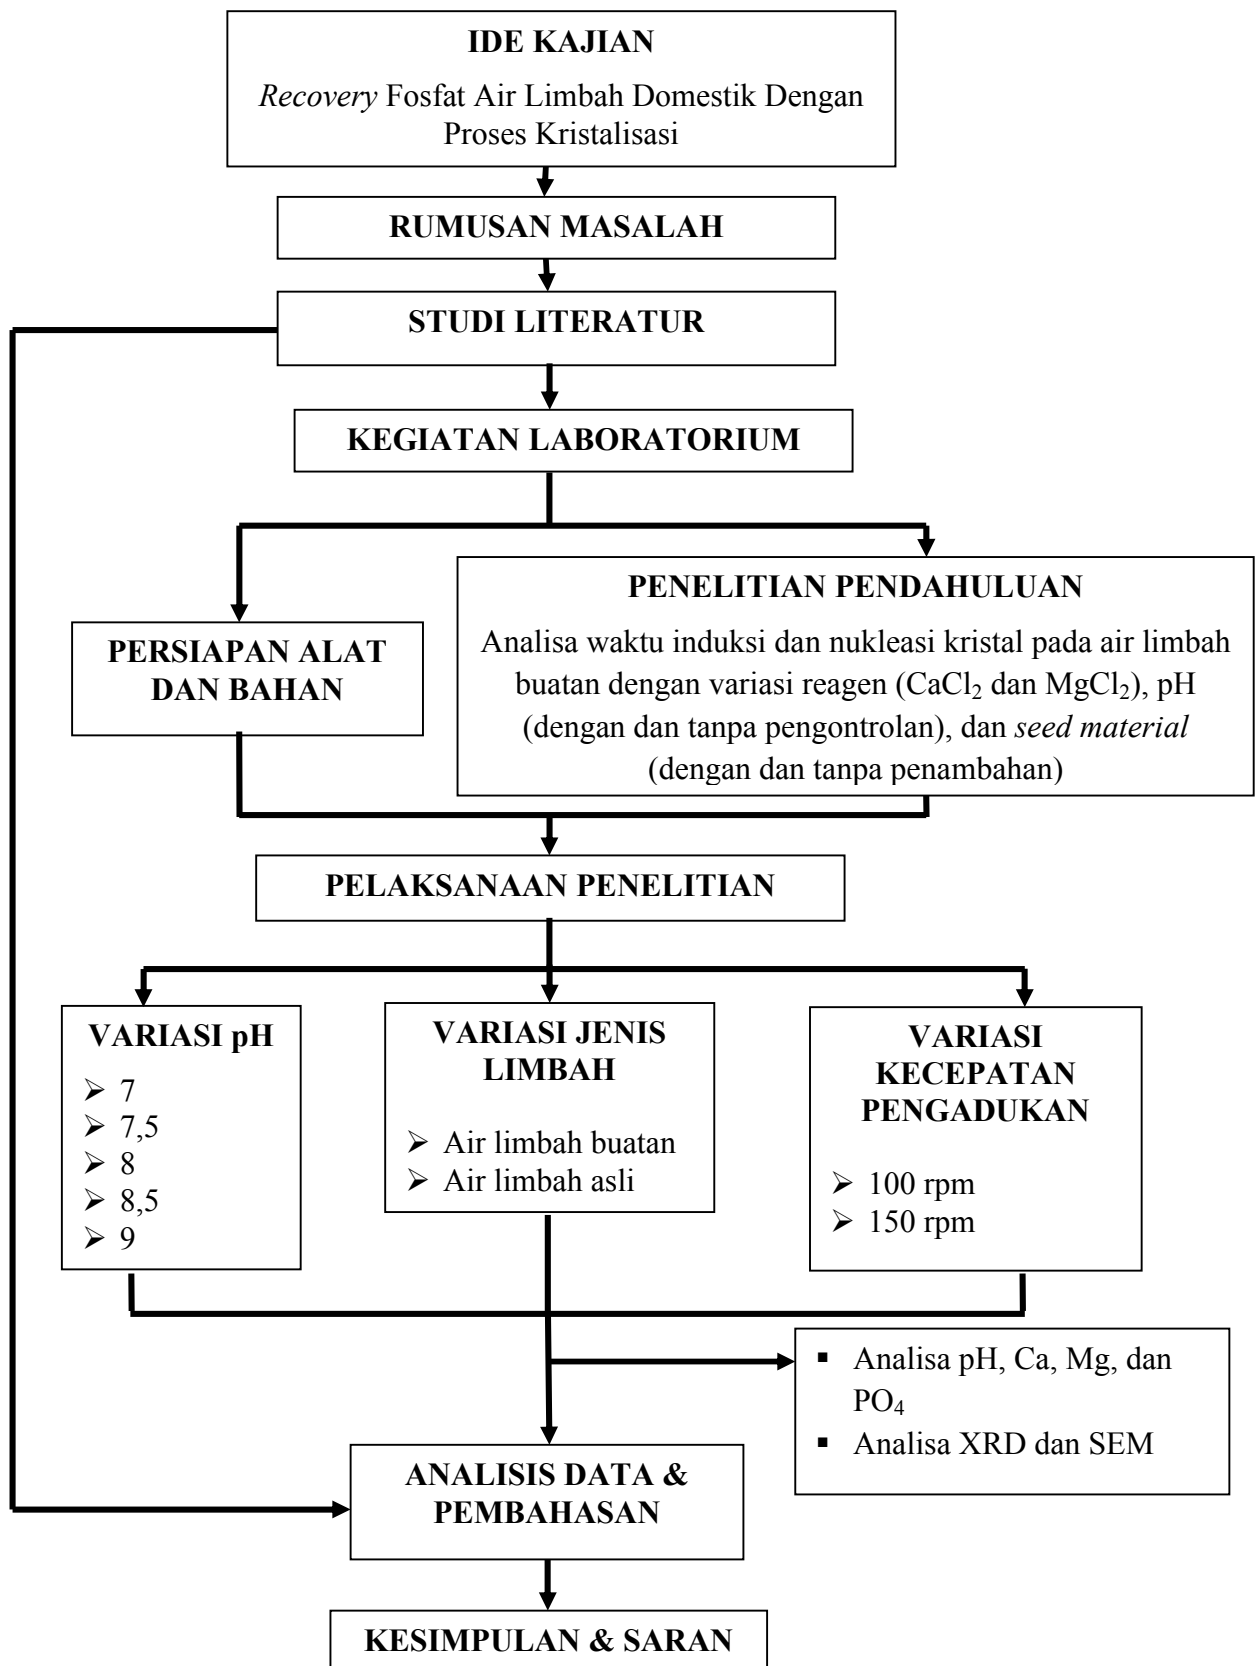 IDE KAJIAN
Recovery Fosfat Air Limbah Domestik Dengan
Proses Kristalisasi
RUMUSAN MASALAH
STUDI LITERATUR
KEGIATAN LABORATORIUM
PERSIAPAN ALAT
DAN BAHAN
PENELITIAN PENDAHULUAN
Analisa waktu induksi dan nukleasi kristal pada air limbah
buatan dengan variasi reagen (CaCl₂ dan MgCl₂), pH
(dengan dan tanpa pengontrolan), dan seed material
(dengan dan tanpa penambahan)
PELAKSANAAN PENELITIAN
VARIASI pH
➢ 7
➢ 7,5
➢ 8
➢ 8,5
➢ 9
VARIASI JENIS
LIMBAH
➢ Air limbah buatan
➢ Air limbah asli
VARIASI
KECEPATAN
PENGADUKAN
➢ 100 rpm
➢ 150 rpm
▪ Analisa pH, Ca, Mg, dan
PO₄
▪ Analisa XRD dan SEM
ANALISIS DATA &
PEMBAHASAN
KESIMPULAN & SARAN